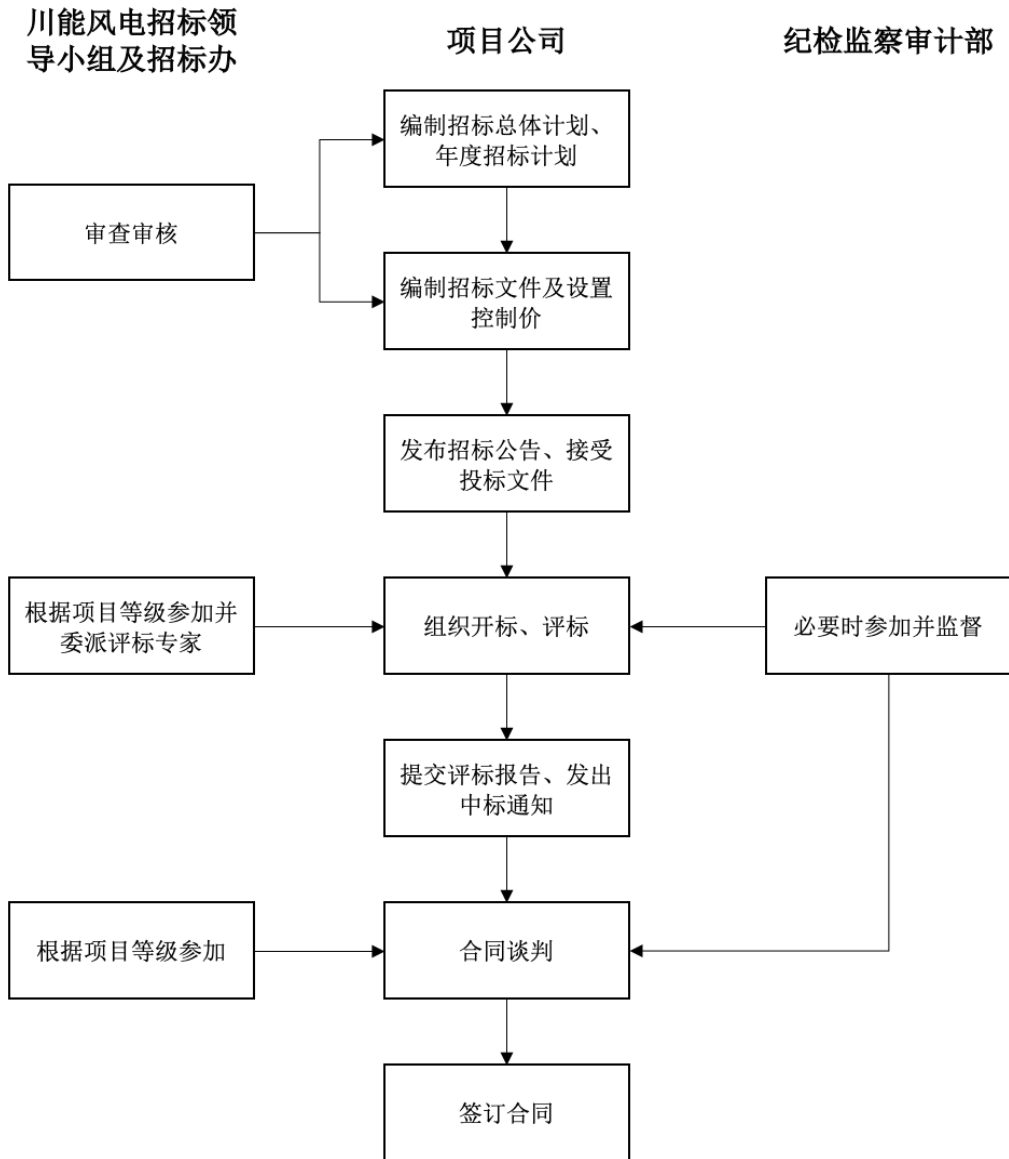 川能风电招标领
导小组及招标办
项目公司
纪检监察审计部
编制招标总体计划、
年度招标计划
审查审核
编制招标文件及设置
控制价
发布招标公告、接受
投标文件
根据项目等级参加并
委派评标专家
组织开标、评标
必要时参加并监督
提交评标报告、发出
中标通知
根据项目等级参加
合同谈判
签订合同